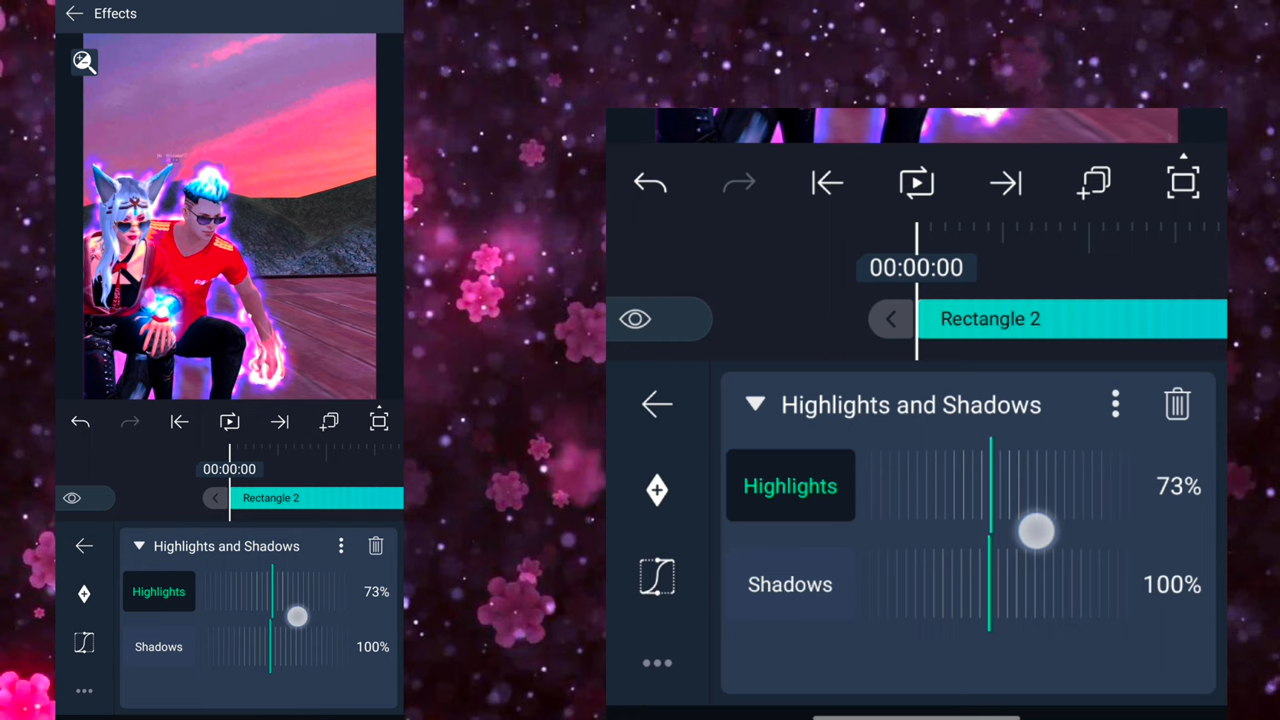 Effects
00:00:00
Rectangle 2
Highlights and Shadows
Highlights
73%
Shadows
100%
00:00:00
Rectangle 2
Highlights and Shadows
Highlights
73%
Shadows
100%